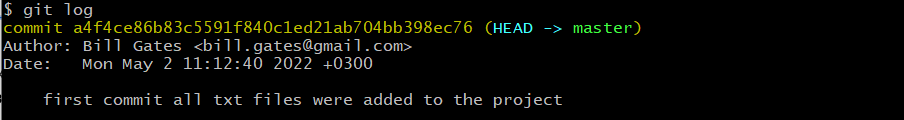 $ git log
commit a4f4ce86b83c5591f840c1ed21ab704bb398ec76 (HEAD -> master)
Author: Bill Gates <bill.gates@gmail.com>
Date:   Mon May 2 11:12:40 2022 +0300
    first commit all txt files were added to the project